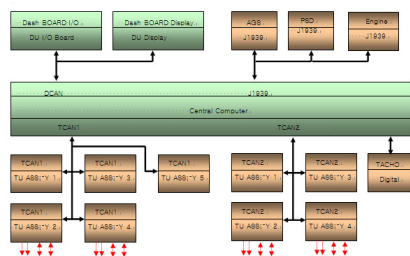 Dash BOARD I/O
DU I/O Board
Dash BOARD Display
DU Display
AGS
J1939
PSD
J1939
Engine
J1939
DCAN J1939
Central Computer
TCAN1 TCAN2
TCAN1
TU ASS'Y 1
TCAN1
TU ASS'Y 3
TCAN1
TU ASS'Y 5
TCAN2
TU ASS'Y 1
TCAN2
TU ASS'Y 3
TACHO
Digital
TCAN1
TU ASS'Y 2
TCAN1
TU ASS'Y 4
TCAN2
TU ASS'Y 2
TCAN2
TU ASS'Y 4